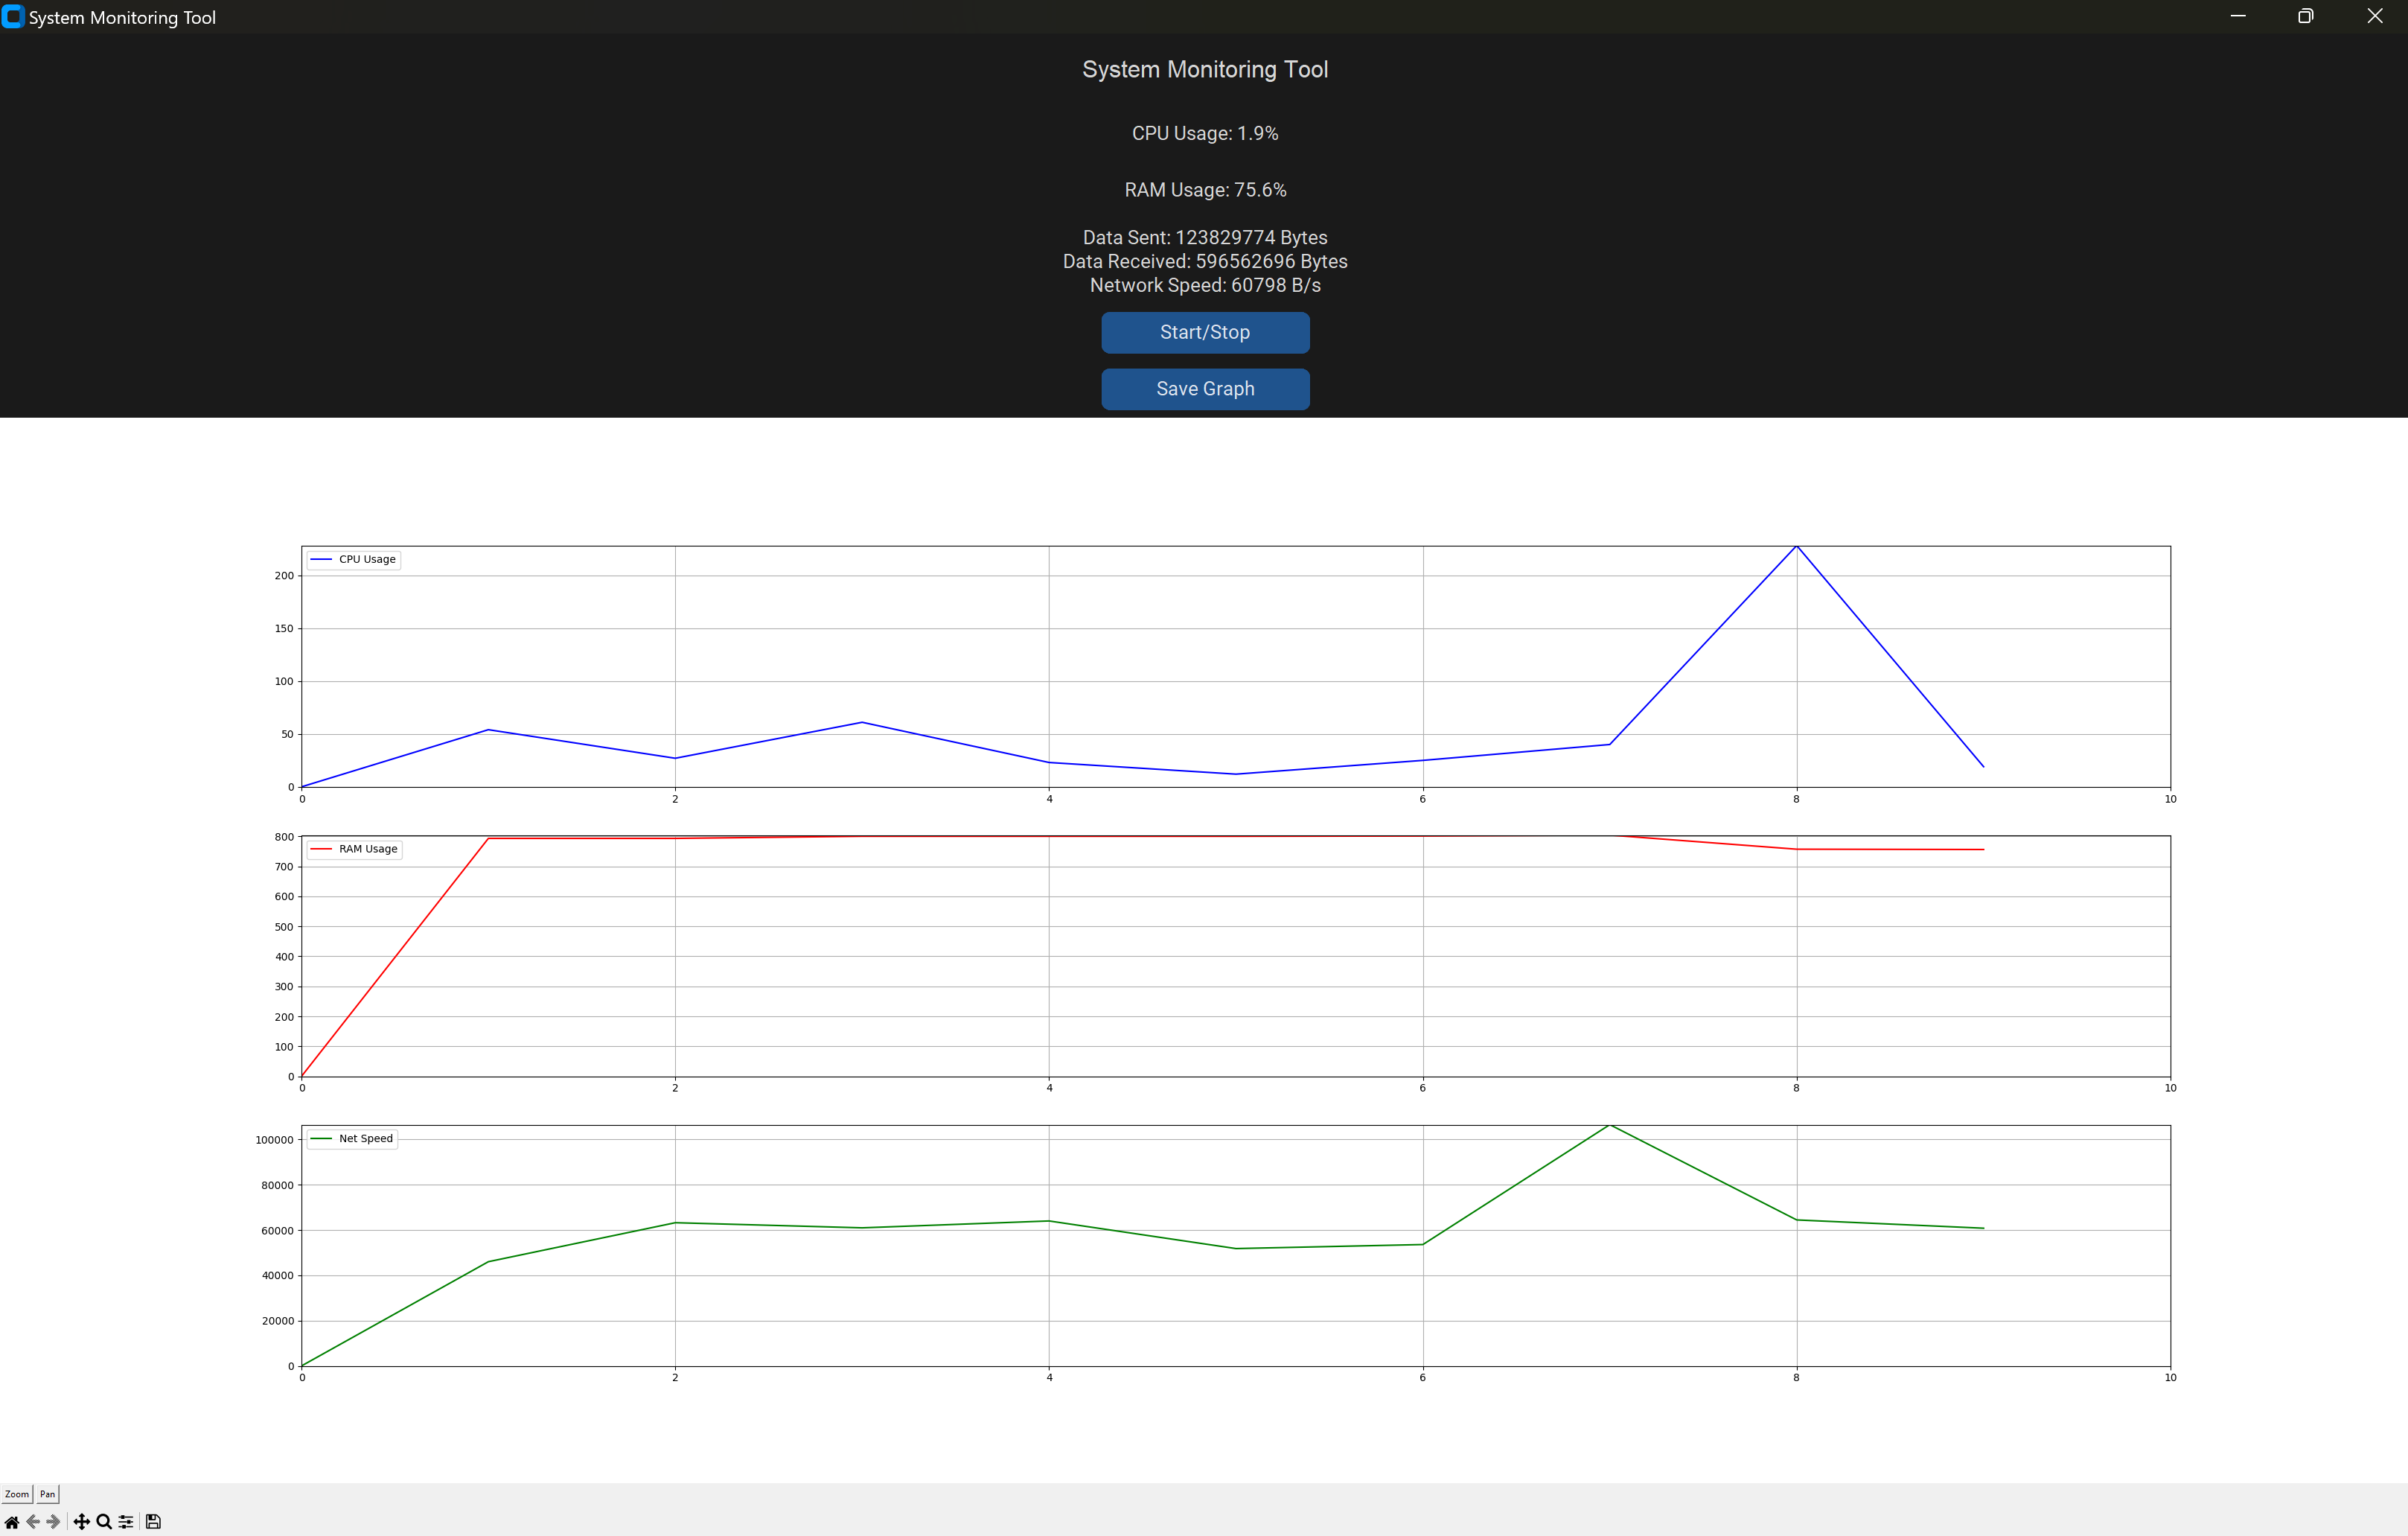 System Monitoring Tool
System Monitoring Tool
CPU Usage: 1.9%
RAM Usage: 75.6%
Data Sent: 123829774 Bytes
Data Received: 596562696 Bytes
Network Speed: 60798 B/s
Start/Stop
Save Graph
CPU Usage
200
150
100
50
0
0 2 4 6 8 10
RAM Usage
800
700
600
500
400
300
200
100
0
0 2 4 6 8 10
Net Speed
100000
80000
60000
40000
20000
0
0 2 4 6 8 10
Zoom Pan